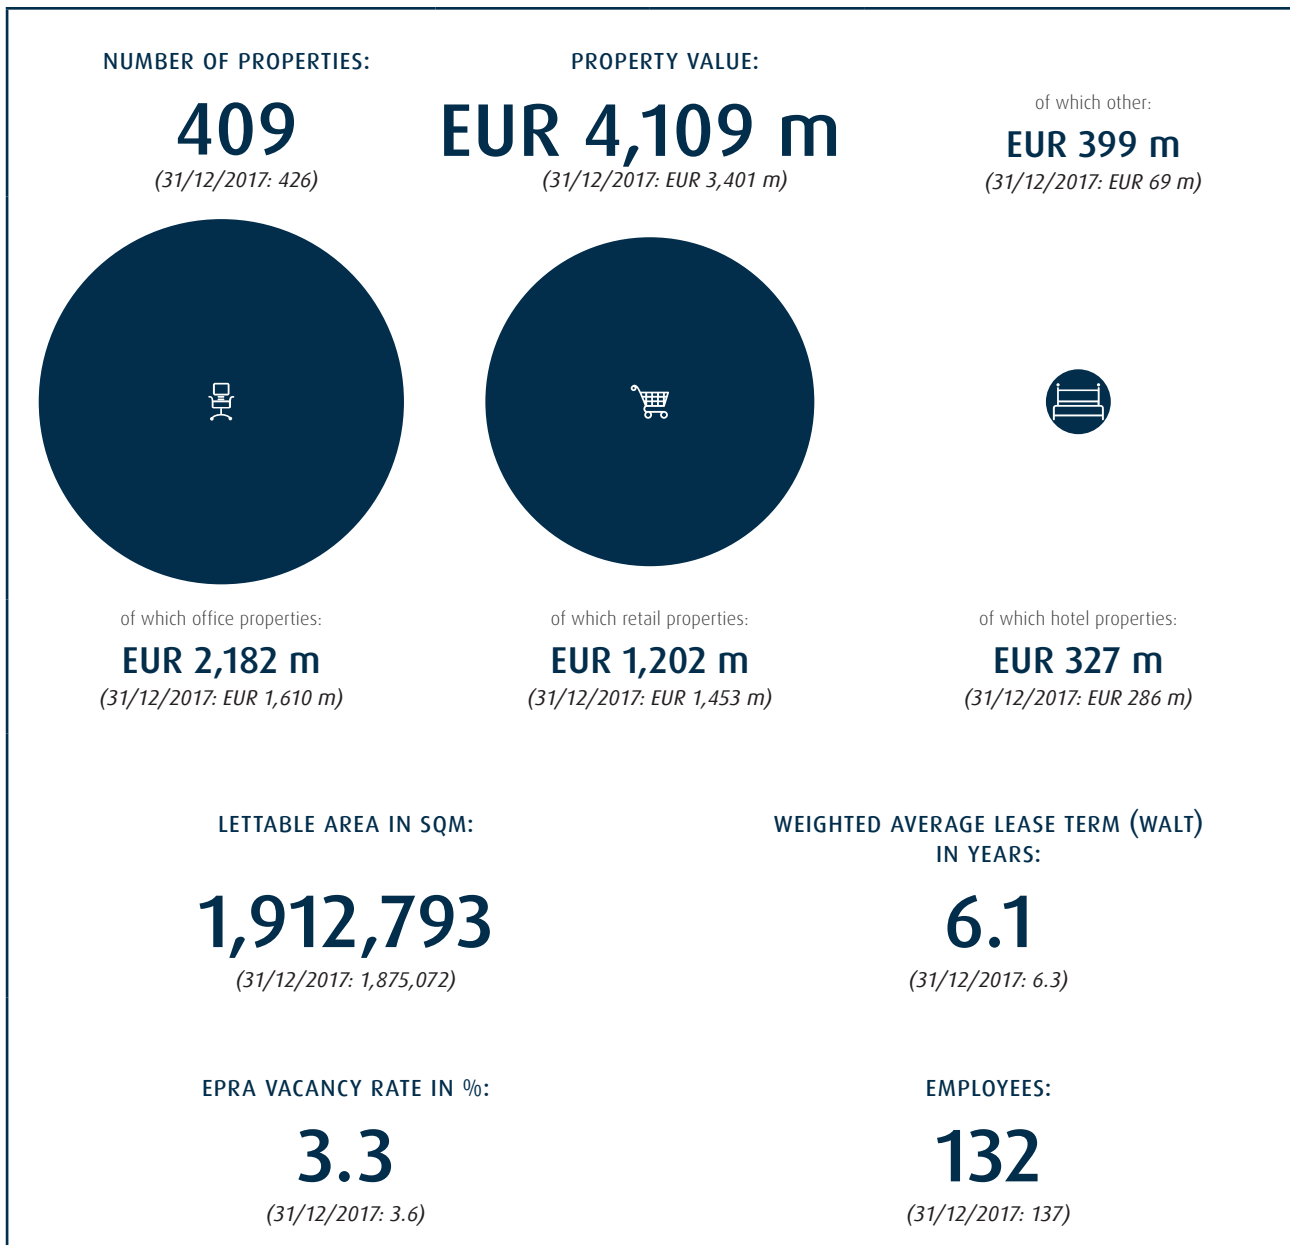 NUMBER OF PROPERTIES:
409
(31/12/2017: 426)
PROPERTY VALUE:
EUR 4,109 m
(31/12/2017: EUR 3,401 m)
of which other:
EUR 399 m
(31/12/2017: EUR 69 m)
of which office properties:
EUR 2,182 m
(31/12/2017: EUR 1,610 m)
of which retail properties:
EUR 1,202 m
(31/12/2017: EUR 1,453 m)
of which hotel properties:
EUR 327 m
(31/12/2017: EUR 286 m)
LETTABLE AREA IN SQM:
1,912,793
(31/12/2017: 1,875,072)
WEIGHTED AVERAGE LEASE TERM (WALT)
IN YEARS:
6.1
(31/12/2017: 6.3)
EPRA VACANCY RATE IN %:
3.3
(31/12/2017: 3.6)
EMPLOYEES:
132
(31/12/2017: 137)